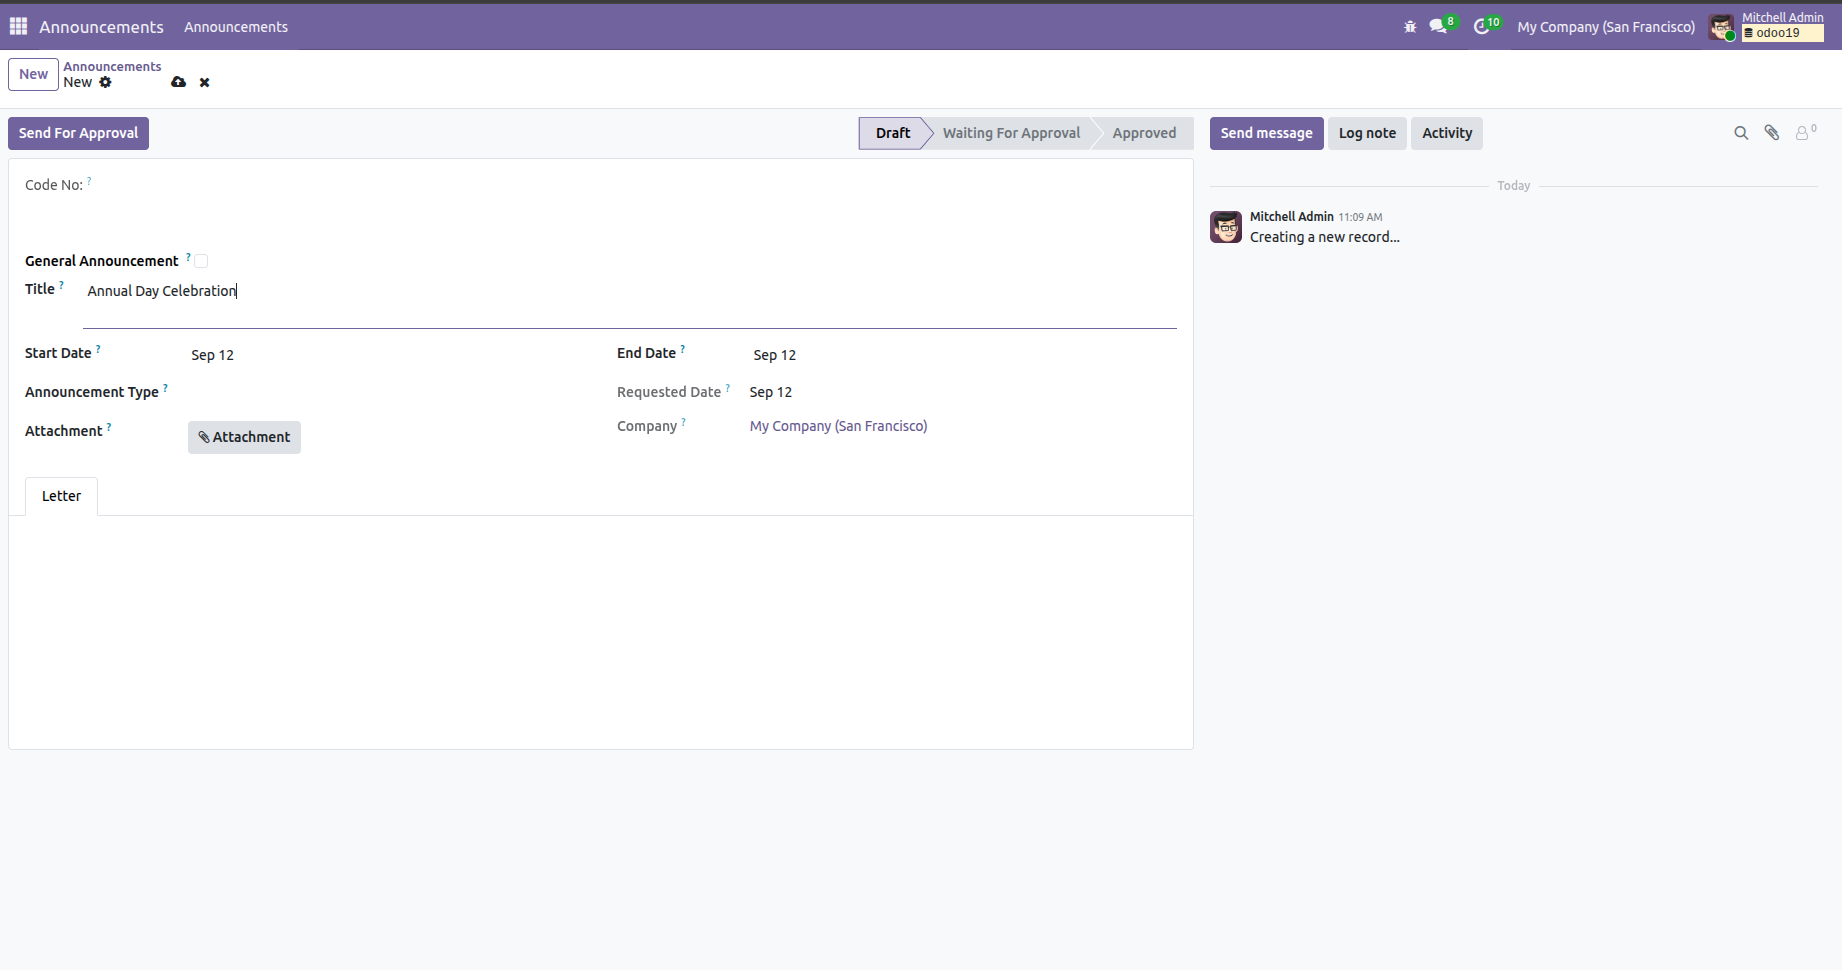 Announcements Announcements 8 10 My Company (San Francisco) Mitchell Admin
odoo19
New Announcements
New
Send For Approval Draft Waiting For Approval Approved Send message Log note Activity 0
Code No: ?
Today
Mitchell Admin 11:09 AM
Creating a new record...
General Announcement ?
Title ? Annual Day Celebration
Start Date ? Sep 12 End Date ? Sep 12
Announcement Type ? Requested Date ? Sep 12
Attachment ? Attachment Company ? My Company (San Francisco)
Letter